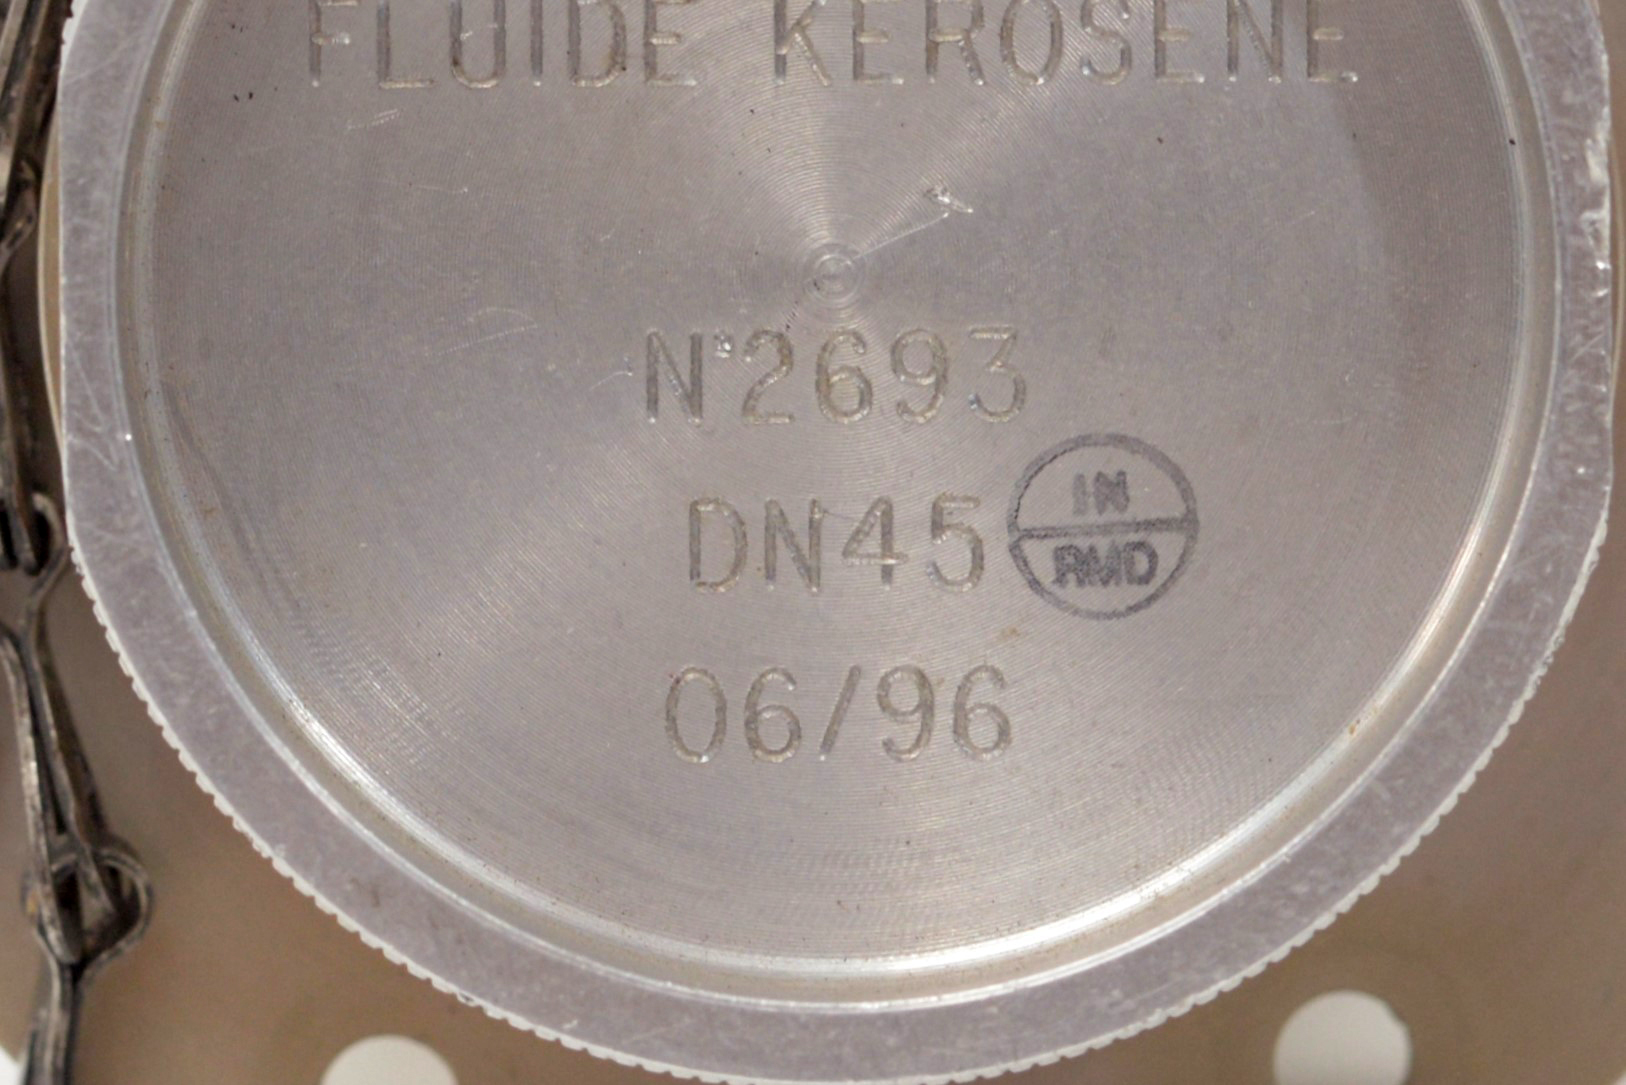 FLUIDE KEROSENE
N°2693
DN45
IN
RMD
06/96